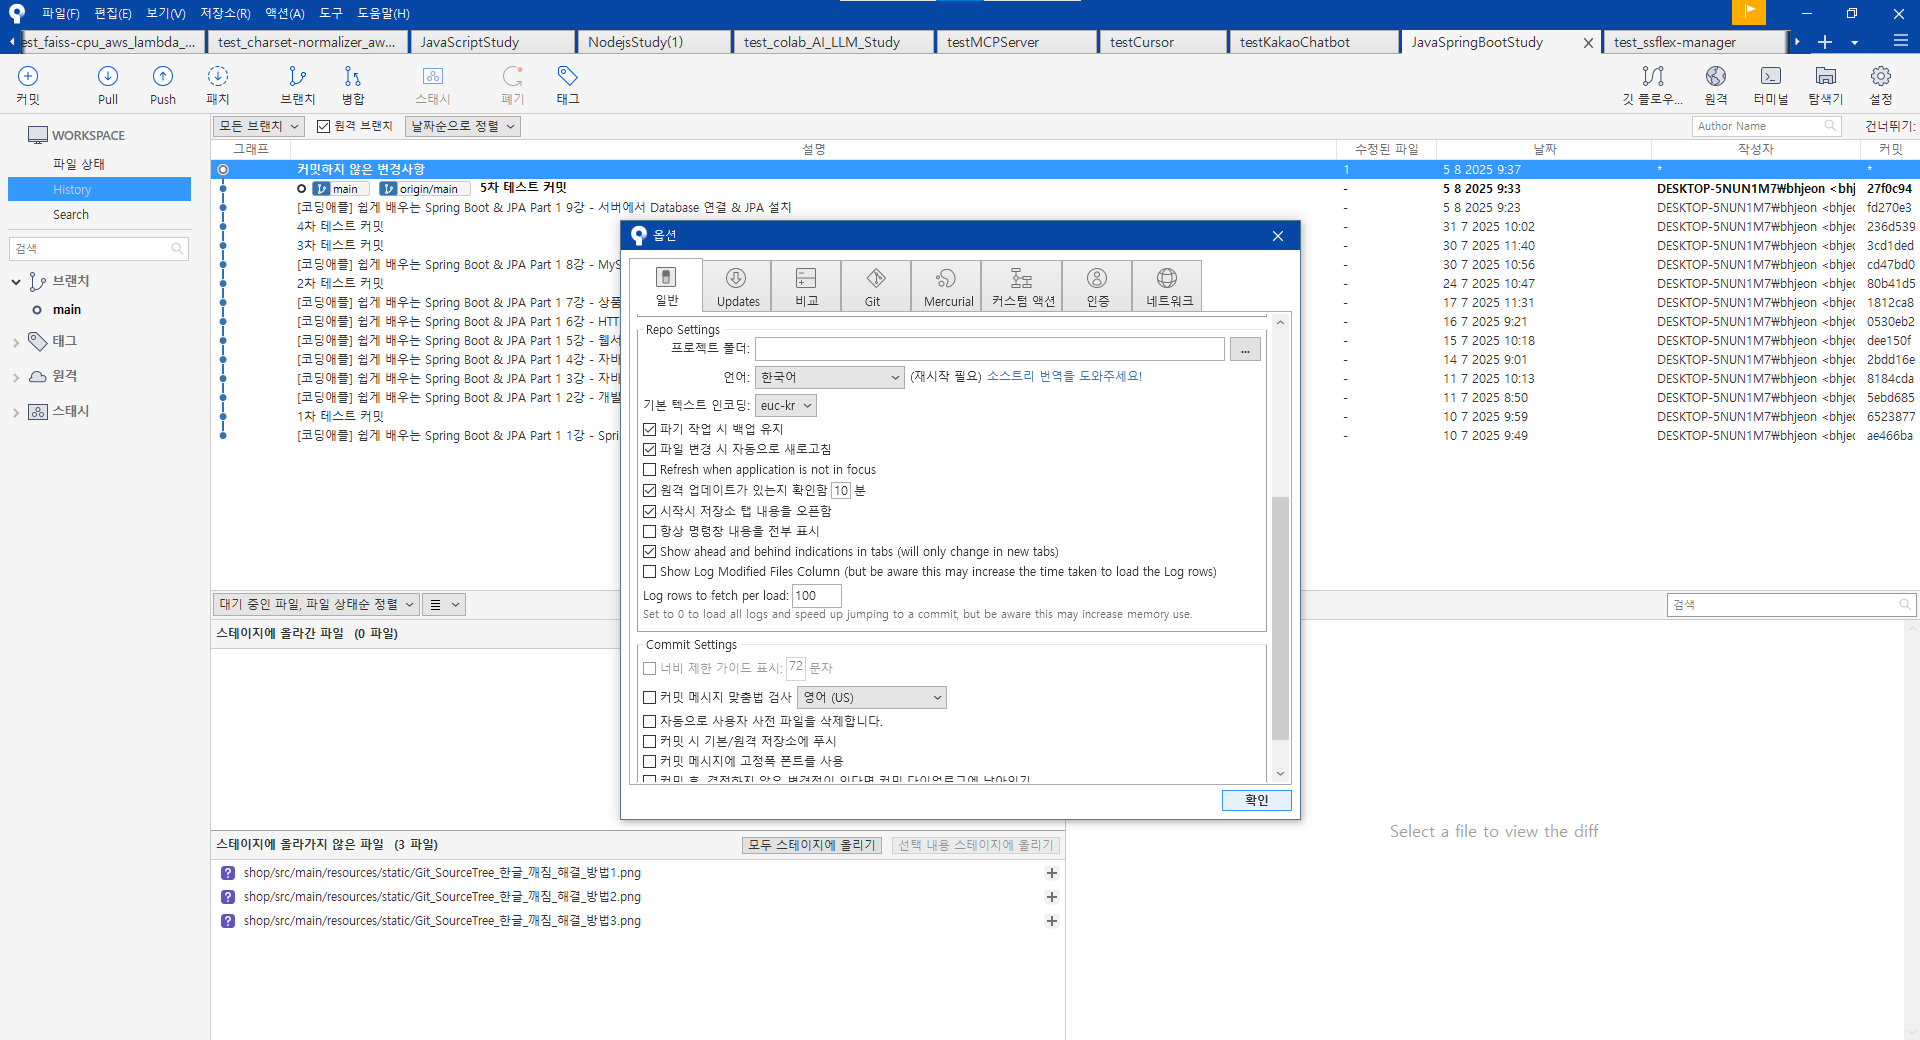 파일(F) 편집(E) 보기(V) 저장소(R) 액션(A) 도구 도움말(H)
est_faiss-cpu_aws_lambda_... test_charset-normalizer_aw... JavaScriptStudy NodejsStudy(1) test_colab_AI_LLM_Study testMCPServer testCursor testKakaoChatbot JavaSpringBootStudy test_ssflex-manager
커밋 Pull Push 패치 브랜치 병합 스태시 폐기 태그 깃 플로우... 원격 터미널 탐색기 설정
WORKSPACE
파일 상태
History
Search
검색
브랜치
main
태그
원격
스태시
모든 브랜치 원격 브랜치 날짜순으로 정렬 Author Name 건너뛰기:
그래프 설명 수정된 파일 날짜 작성자 커밋
커밋하지 않은 변경사항 1 5 8 2025 9:37 * *
main origin/main 5차 테스트 커밋 - 5 8 2025 9:33 DESKTOP-5NUN1M7₩bhjeon <bhj 27f0c94
[코딩애플] 쉽게 배우는 Spring Boot & JPA Part 1 9강 - 서버에서 Database 연결 & JPA 설치 - 5 8 2025 9:23 DESKTOP-5NUN1M7₩bhjeon <bhjec fd270e3
4차 테스트 커밋 - 31 7 2025 10:02 DESKTOP-5NUN1M7₩bhjeon <bhjec 236d539
3차 테스트 커밋 - 30 7 2025 11:40 DESKTOP-5NUN1M7₩bhjeon <bhjec 3cd1ded
[코딩애플] 쉽게 배우는 Spring Boot & JPA Part 1 8강 - MyS - 30 7 2025 10:56 DESKTOP-5NUN1M7₩bhjeon <bhjec cd47bd0
2차 테스트 커밋 - 24 7 2025 10:47 DESKTOP-5NUN1M7₩bhjeon <bhjec 80b41d5
[코딩애플] 쉽게 배우는 Spring Boot & JPA Part 1 7강 - 상품 - 17 7 2025 11:31 DESKTOP-5NUN1M7₩bhjeon <bhjec 1812ca8
[코딩애플] 쉽게 배우는 Spring Boot & JPA Part 1 6강 - HTT - 16 7 2025 9:21 DESKTOP-5NUN1M7₩bhjeon <bhjec 0530eb2
[코딩애플] 쉽게 배우는 Spring Boot & JPA Part 1 5강 - 웹서 - 15 7 2025 10:18 DESKTOP-5NUN1M7₩bhjeon <bhjec dee150f
[코딩애플] 쉽게 배우는 Spring Boot & JPA Part 1 4강 - 자바 - 14 7 2025 9:01 DESKTOP-5NUN1M7₩bhjeon <bhjec 2bdd16e
[코딩애플] 쉽게 배우는 Spring Boot & JPA Part 1 3강 - 자바 - 11 7 2025 10:13 DESKTOP-5NUN1M7₩bhjeon <bhjec 8184cda
[코딩애플] 쉽게 배우는 Spring Boot & JPA Part 1 2강 - 개발 - 11 7 2025 8:50 DESKTOP-5NUN1M7₩bhjeon <bhjec 5ebd685
1차 테스트 커밋 - 10 7 2025 9:59 DESKTOP-5NUN1M7₩bhjeon <bhjec 6523877
[코딩애플] 쉽게 배우는 Spring Boot & JPA Part 1 1강 - Spri - 10 7 2025 9:49 DESKTOP-5NUN1M7₩bhjeon <bhjec ae466ba
옵션
일반 Updates 비교 Git Mercurial 커스텀 액션 인증 네트워크
Repo Settings
프로젝트 폴더: ...
언어: 한국어 (재시작 필요) 소스트리 번역을 도와주세요!
기본 텍스트 인코딩: euc-kr
파기 작업 시 백업 유지
파일 변경 시 자동으로 새로고침
Refresh when application is not in focus
원격 업데이트가 있는지 확인함 10 분
시작시 저장소 탭 내용을 오픈함
항상 명령창 내용을 전부 표시
Show ahead and behind indications in tabs (will only change in new tabs)
Show Log Modified Files Column (but be aware this may increase the time taken to load the Log rows)
Log rows to fetch per load: 100
Set to 0 to load all logs and speed up jumping to a commit, but be aware this may increase memory use.
Commit Settings
너비 제한 가이드 표시: 72 문자
커밋 메시지 맞춤법 검사 영어 (US)
자동으로 사용자 사전 파일을 삭제합니다.
커밋 시 기본/원격 저장소에 푸시
커밋 메시지에 고정폭 폰트를 사용
확인
대기 중인 파일, 파일 상태순 정렬 검색
스테이지에 올라간 파일 (0 파일)
Select a file to view the diff
스테이지에 올라가지 않은 파일 (3 파일) 모두 스테이지에 올리기 선택 내용 스테이지에 올리기
shop/src/main/resources/static/Git_SourceTree_한글_깨짐_해결_방법1.png
shop/src/main/resources/static/Git_SourceTree_한글_깨짐_해결_방법2.png
shop/src/main/resources/static/Git_SourceTree_한글_깨짐_해결_방법3.png